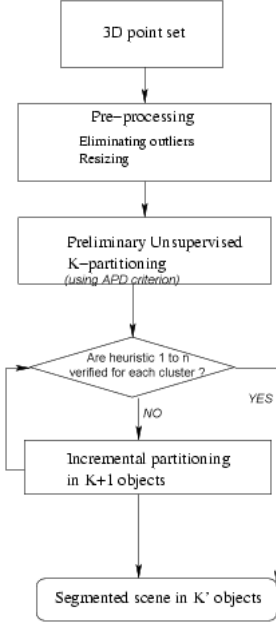 3D point set
Pre-processing
Eliminating outliers
Resizing
Preliminary Unsupervised
K-partitioning
(using APD criterion)
Are heuristic 1 to n
verified for each cluster ?
YES
NO
Incremental partitioning
in K+1 objects
Segmented scene in K' objects